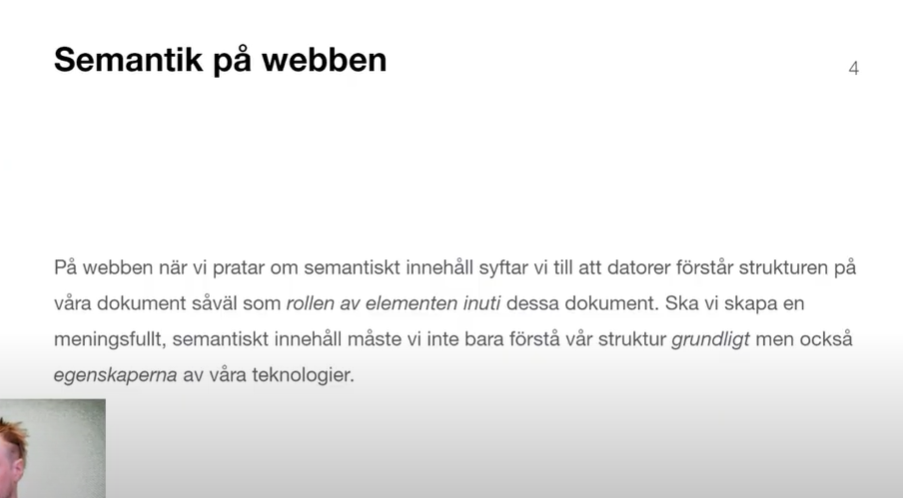 Semantik på webben
4
På webben när vi pratar om semantiskt innehåll syftar vi till att datorer förstår strukturen på
våra dokument såväl som rollen av elementen inuti dessa dokument. Ska vi skapa en
meningsfullt, semantiskt innehåll måste vi inte bara förstå vår struktur grundligt men också
egenskaperna av våra teknologier.